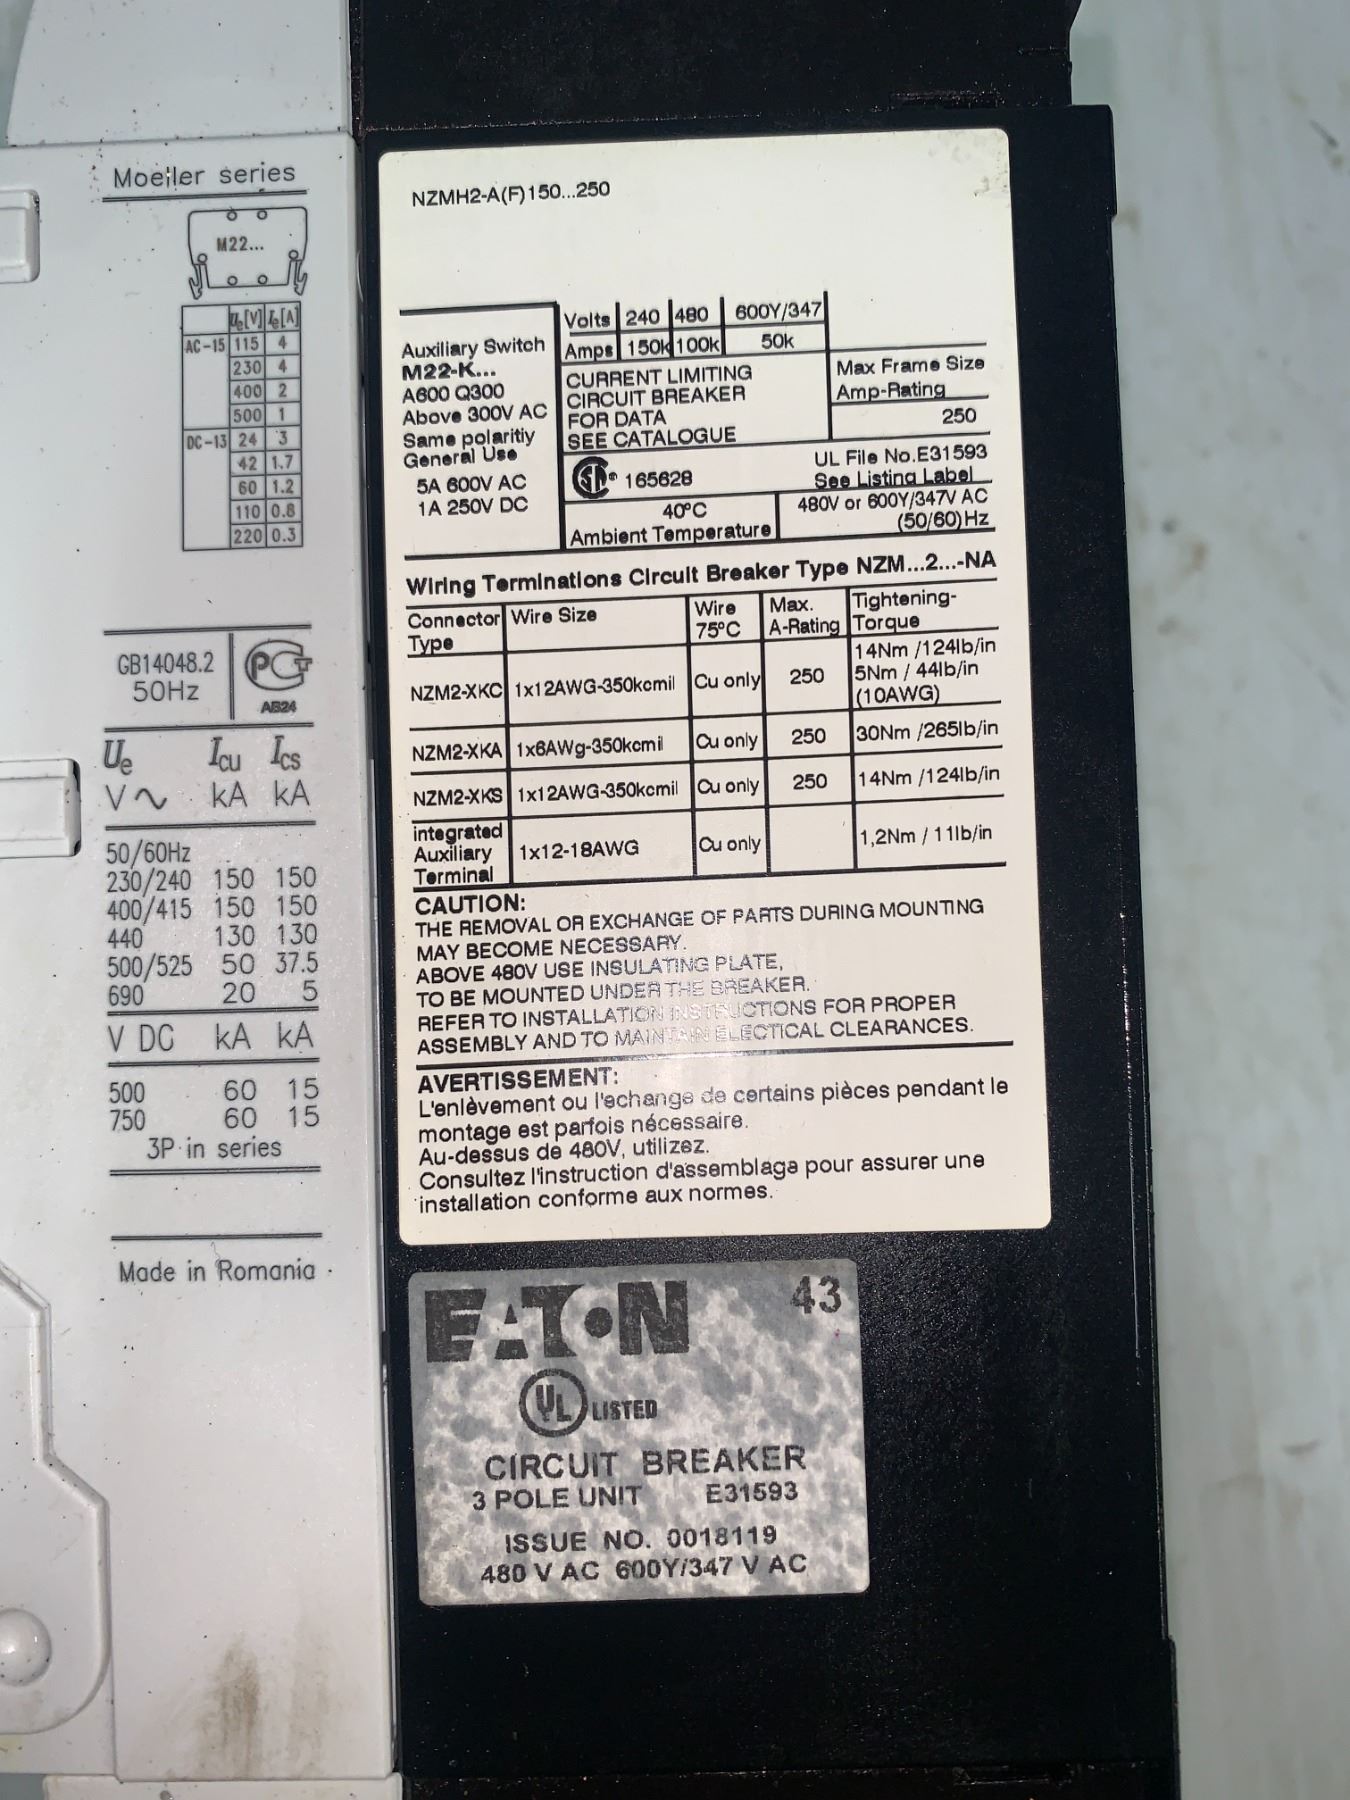 Moeller series
M22...
Ue[V] Ie[A]
AC-15 115 4
230 4
400 2
500 1
DC-13 24 3
42 1.7
60 1.2
110 0.8
220 0.3
GB14048.2
50Hz
PCT
АВ24
Ue Icu Ics
V ~ kA kA
50/60Hz
230/240 150 150
400/415 150 150
440 130 130
500/525 50 37.5
690 20 5
V DC kA kA
500 60 15
750 60 15
3P in series
Made in Romania
NZMH2-A(F)150...250
Auxiliary Switch
M22-K...
A600 Q300
Above 300V AC
Same polaritiy
General Use
5A 600V AC
1A 250V DC
Volts 240 480 600Y/347
Amps 150k 100k 50k
CURRENT LIMITING
CIRCUIT BREAKER
FOR DATA
SEE CATALOGUE
Max Frame Size
Amp-Rating
250
SA ® 165628
UL File No.E31593
See Listing Label
40°C
Ambient Temperature
480V or 600Y/347V AC
(50/60)Hz
Wiring Terminations Circuit Breaker Type NZM...2...-NA
Connector Type Wire Size Wire 75°C Max. A-Rating Tightening-Torque
NZM2-XKC 1x12AWG-350kcmil Cu only 250 14Nm /124lb/in
5Nm / 44lb/in
(10AWG)
NZM2-XKA 1x6AWg-350kcmil Cu only 250 30Nm /265lb/in
NZM2-XKS 1x12AWG-350kcmil Cu only 250 14Nm /124lb/in
integrated Auxiliary Terminal 1x12-18AWG Cu only 1,2Nm / 11lb/in
CAUTION:
THE REMOVAL OR EXCHANGE OF PARTS DURING MOUNTING
MAY BECOME NECESSARY.
ABOVE 480V USE INSULATING PLATE,
TO BE MOUNTED UNDER THE BREAKER.
REFER TO INSTALLATION INSTRUCTIONS FOR PROPER
ASSEMBLY AND TO MAINTAIN ELECTICAL CLEARANCES.
AVERTISSEMENT:
L'enlèvement ou l'echange de certains pièces pendant le
montage est parfois nécessaire.
Au-dessus de 480V, utilizez.
Consultez l'instruction d'assemblage pour assurer une
installation conforme aux normes.
EATON 43
UL LISTED
CIRCUIT BREAKER
3 POLE UNIT E31593
ISSUE NO. 0018119
480 V AC 600Y/347 V AC